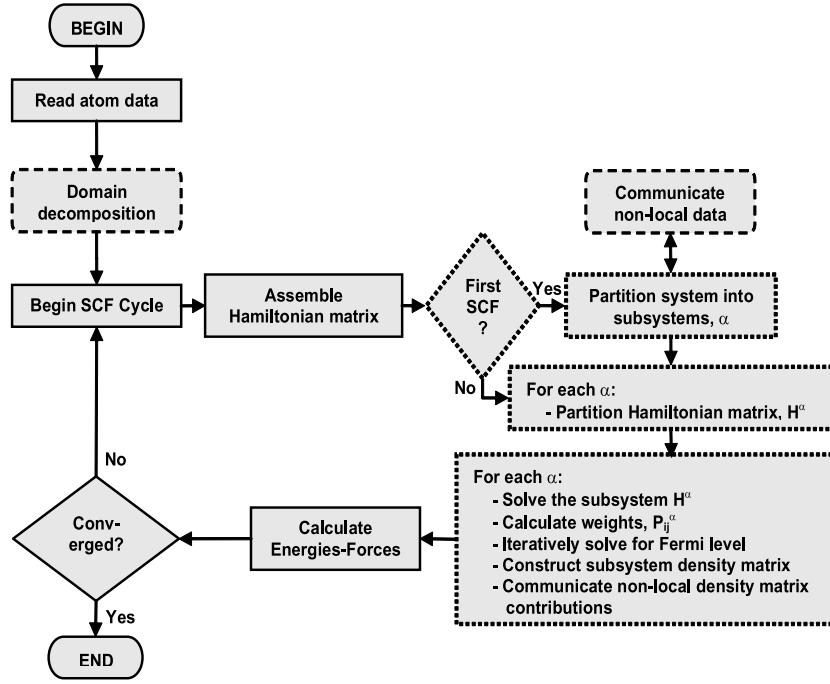 BEGIN
Read atom data
Domain
decomposition
Begin SCF Cycle
Assemble
Hamiltonian matrix
First
SCF
?
Yes
No
Communicate
non-local data
Partition system into
subsystems, α
For each α:
- Partition Hamiltonian matrix, H^α
For each α:
- Solve the subsystem H^α
- Calculate weights, P_ij^α
- Iteratively solve for Fermi level
- Construct subsystem density matrix
- Communicate non-local density matrix
contributions
Calculate
Energies-Forces
No
Conv-
erged?
Yes
END